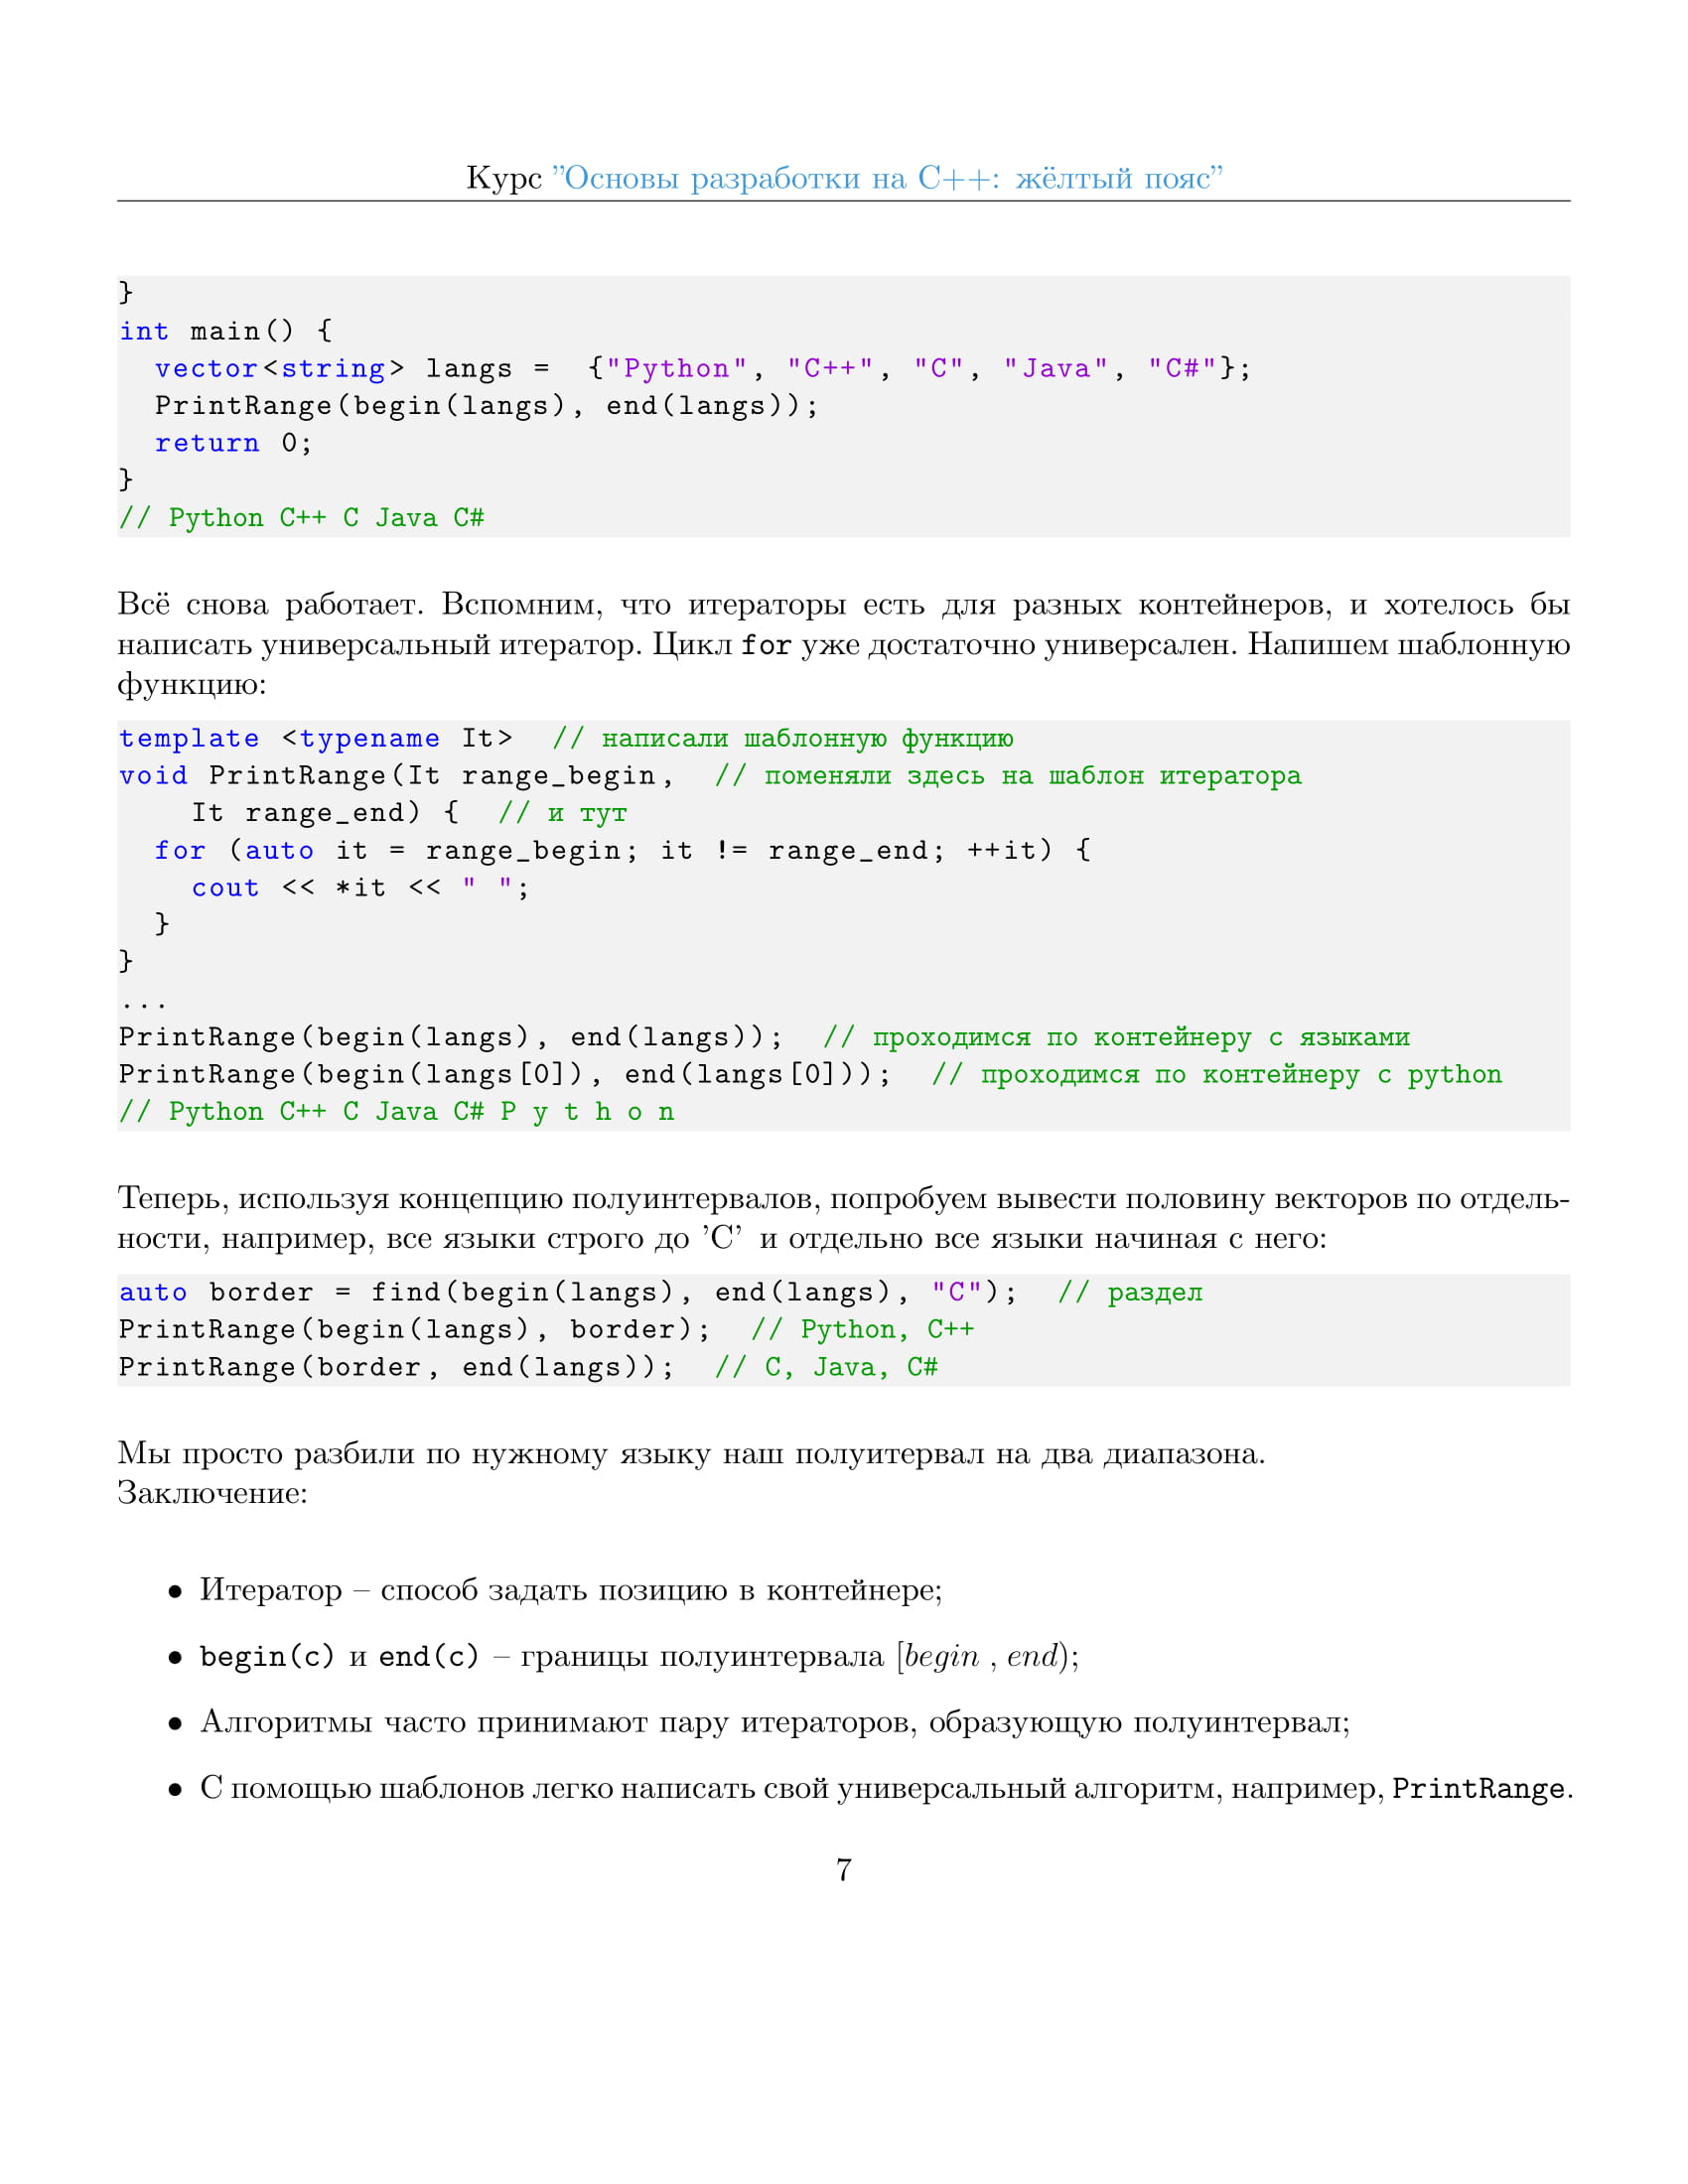 Курс ”Основы разработки на C++: жёлтый пояс”
}
int main() {
  vector<string> langs =  {"Python", "C++", "C", "Java", "C#"};
  PrintRange(begin(langs), end(langs));
  return 0;
}
// Python C++ C Java C#
Всё снова работает. Вспомним, что итераторы есть для разных контейнеров, и хотелось бы
написать универсальный итератор. Цикл for уже достаточно универсален. Напишем шаблонную
функцию:
template <typename It>  // написали шаблонную функцию
void PrintRange(It range_begin,  // поменяли здесь на шаблон итератора
    It range_end) {  // и тут
  for (auto it = range_begin; it != range_end; ++it) {
    cout << *it << " ";
  }
}
...
PrintRange(begin(langs), end(langs));  // проходимся по контейнеру с языками
PrintRange(begin(langs[0]), end(langs[0]));  // проходимся по контейнеру с python
// Python C++ C Java C# P y t h o n
Теперь, используя концепцию полуинтервалов, попробуем вывести половину векторов по отдель-
ности, например, все языки строго до ’C’ и отдельно все языки начиная с него:
auto border = find(begin(langs), end(langs), "C");  // раздел
PrintRange(begin(langs), border);  // Python, C++
PrintRange(border, end(langs));  // C, Java, C#
Мы просто разбили по нужному языку наш полуитервал на два диапазона.
Заключение:
• Итератор – способ задать позицию в контейнере;
• begin(c) и end(c) – границы полуинтервала [begin , end);
• Алгоритмы часто принимают пару итераторов, образующую полуинтервал;
• С помощью шаблонов легко написать свой универсальный алгоритм, например, PrintRange.
7